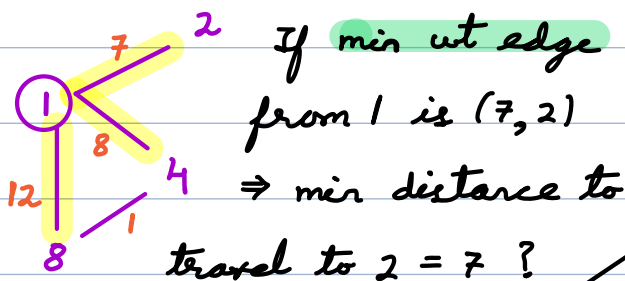 2
7
If min wt edge
1
from 1 is (7, 2)
8
4
12
⇒ min distance to
1
8
travel to 2 = 7 ?